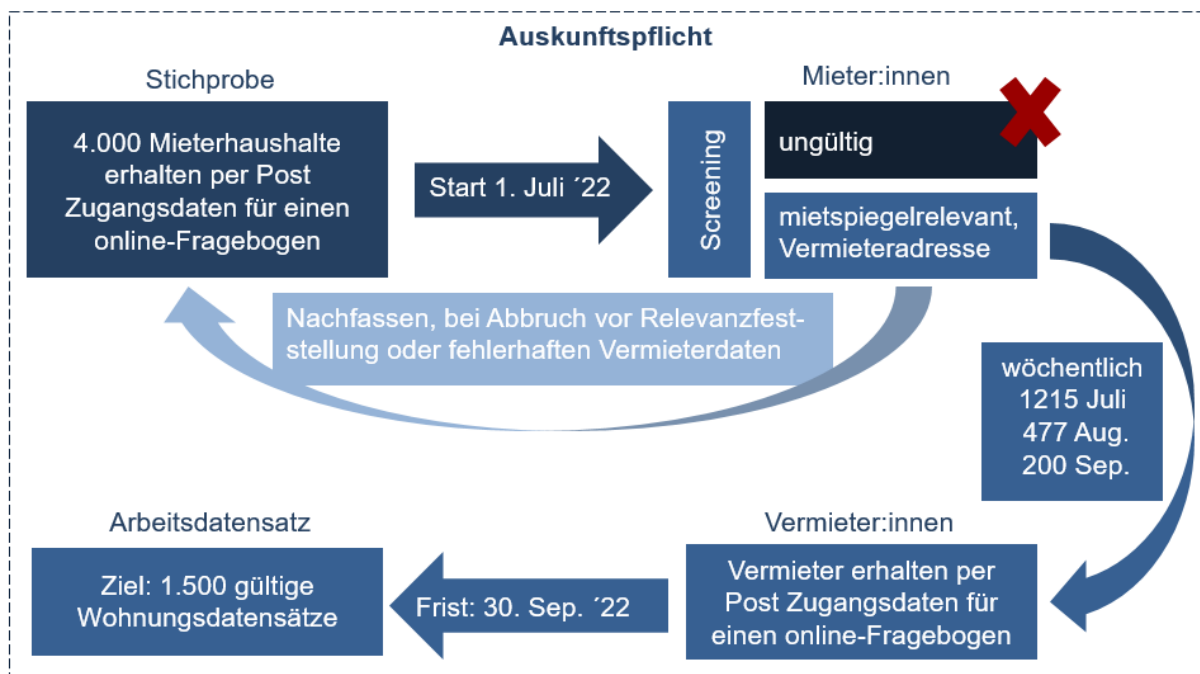 Auskunftspflicht
Stichprobe
4.000 Mieterhaushalte
erhalten per Post
Zugangsdaten für einen
online-Fragebogen
Start 1. Juli ´22
Screening
Mieter:innen
ungültig
mietspiegelrelevant,
Vermieteradresse
Nachfassen, bei Abbruch vor Relevanzfest-
stellung oder fehlerhaften Vermieterdaten
wöchentlich
1215 Juli
477 Aug.
200 Sep.
Vermieter:innen
Vermieter erhalten per
Post Zugangsdaten für
einen online-Fragebogen
Frist: 30. Sep. ´22
Arbeitsdatensatz
Ziel: 1.500 gültige
Wohnungsdatensätze